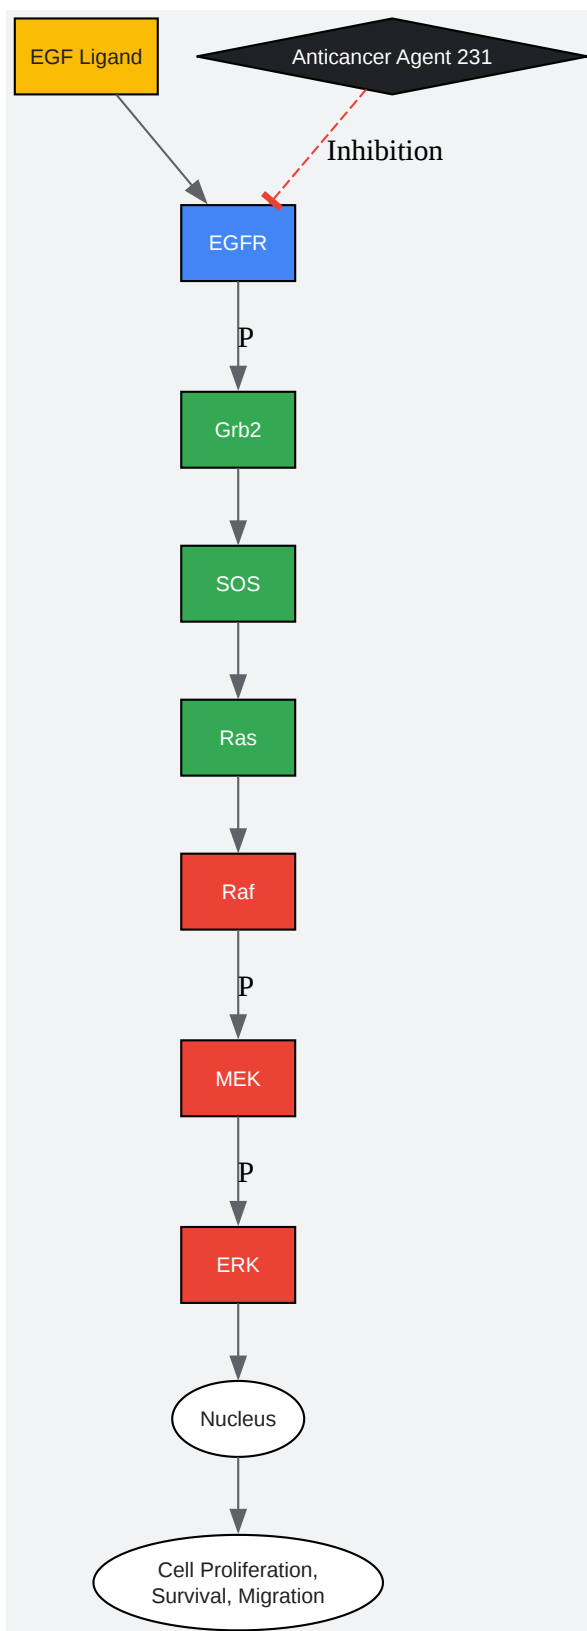 EGF Ligand
Anticancer Agent 231
Inhibition
EGFR
P
Grb2
SOS
Ras
Raf
P
MEK
P
ERK
Nucleus
Cell Proliferation,
Survival, Migration